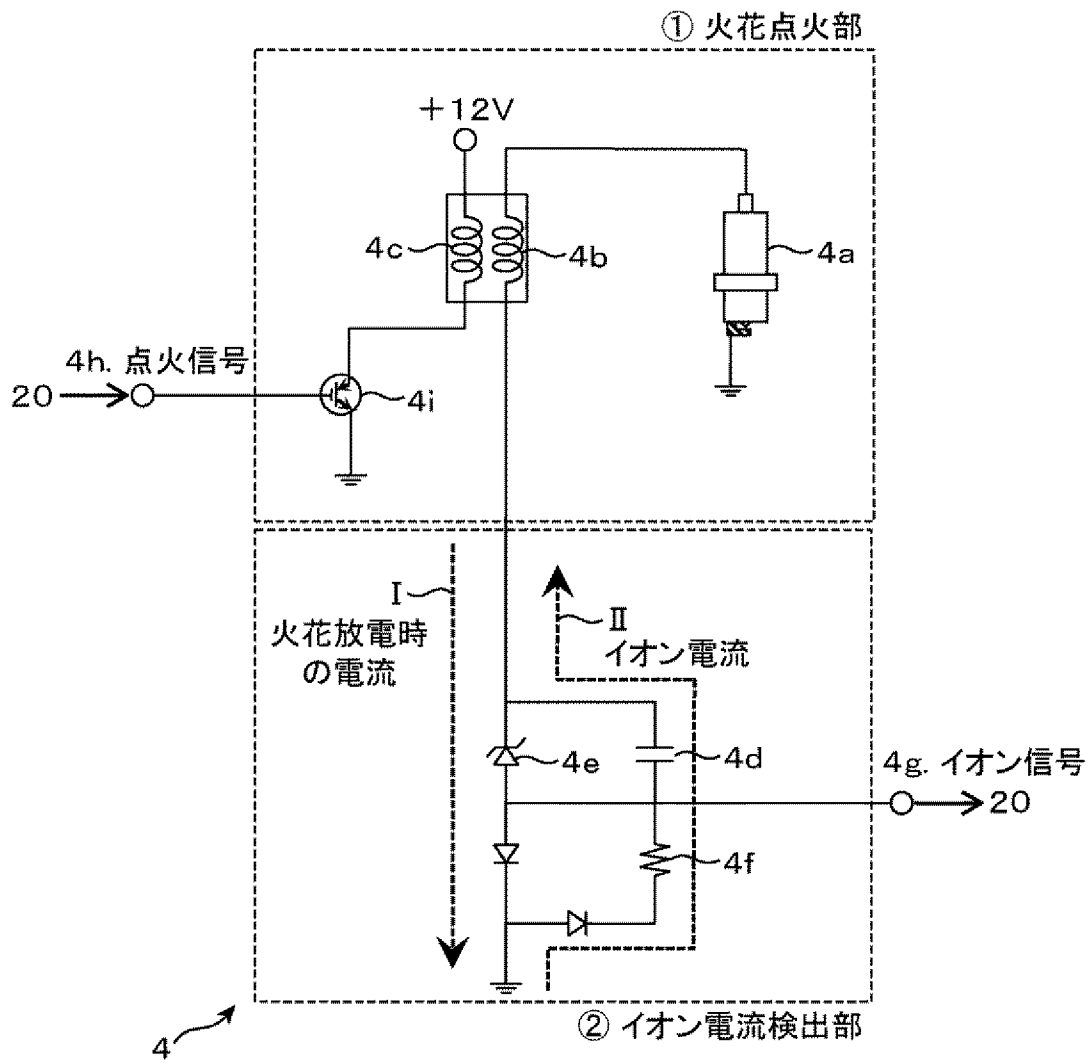 ① 火花点火部
+12V
4c
4b
4a
4h. 点火信号
20
4i
I
火花放電時
の電流
II
イオン電流
4e
4d
4g. イオン信号
20
4f
② イオン電流検出部
4